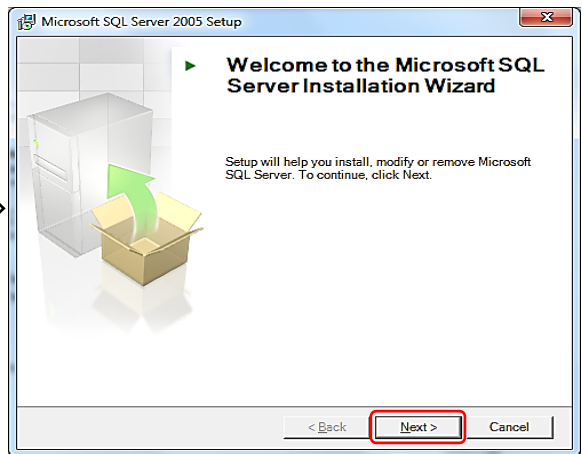 Microsoft SQL Server 2005 Setup
Welcome to the Microsoft SQL
Server Installation Wizard
Setup will help you install, modify or remove Microsoft
SQL Server. To continue, click Next.
< Back
Next >
Cancel